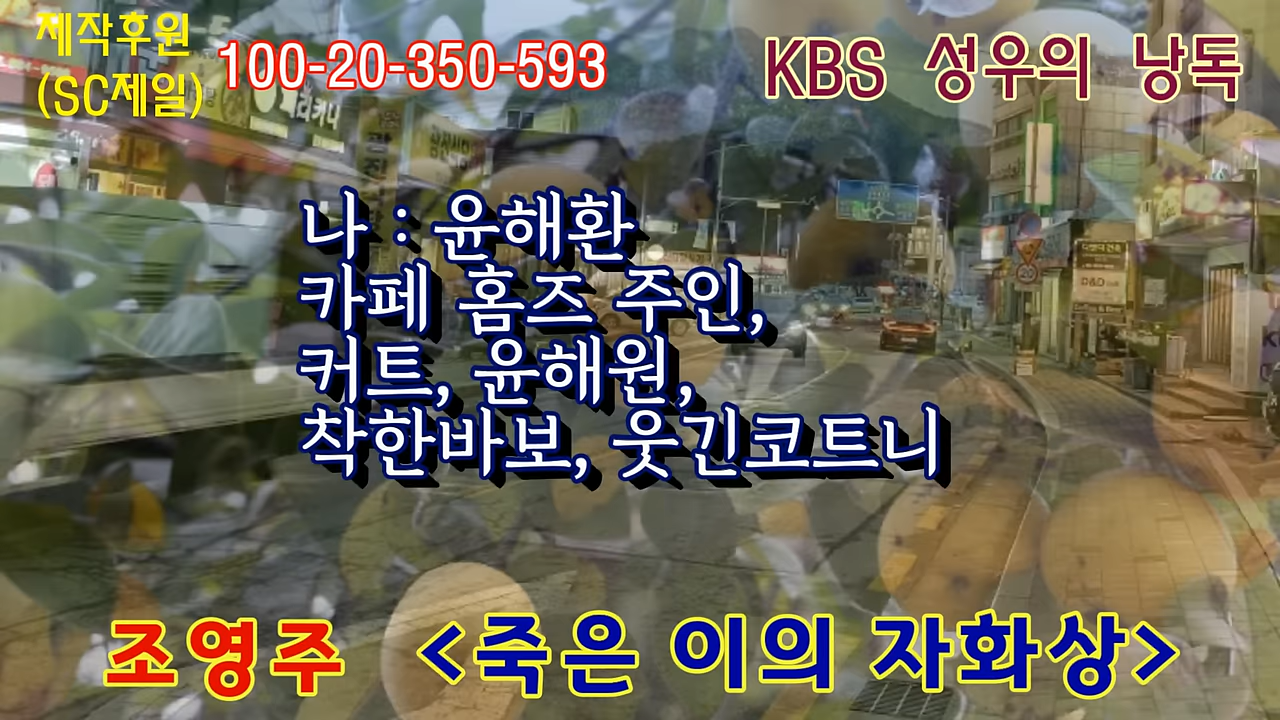 제작후원
(SC제일)
100-20-350-593
KBS 성우의 낭독
나 : 윤해환
카페 홈즈 주인,
커트, 윤해원,
착한바보, 웃긴코트니
조영주 <죽은 이의 자화상>
D&D